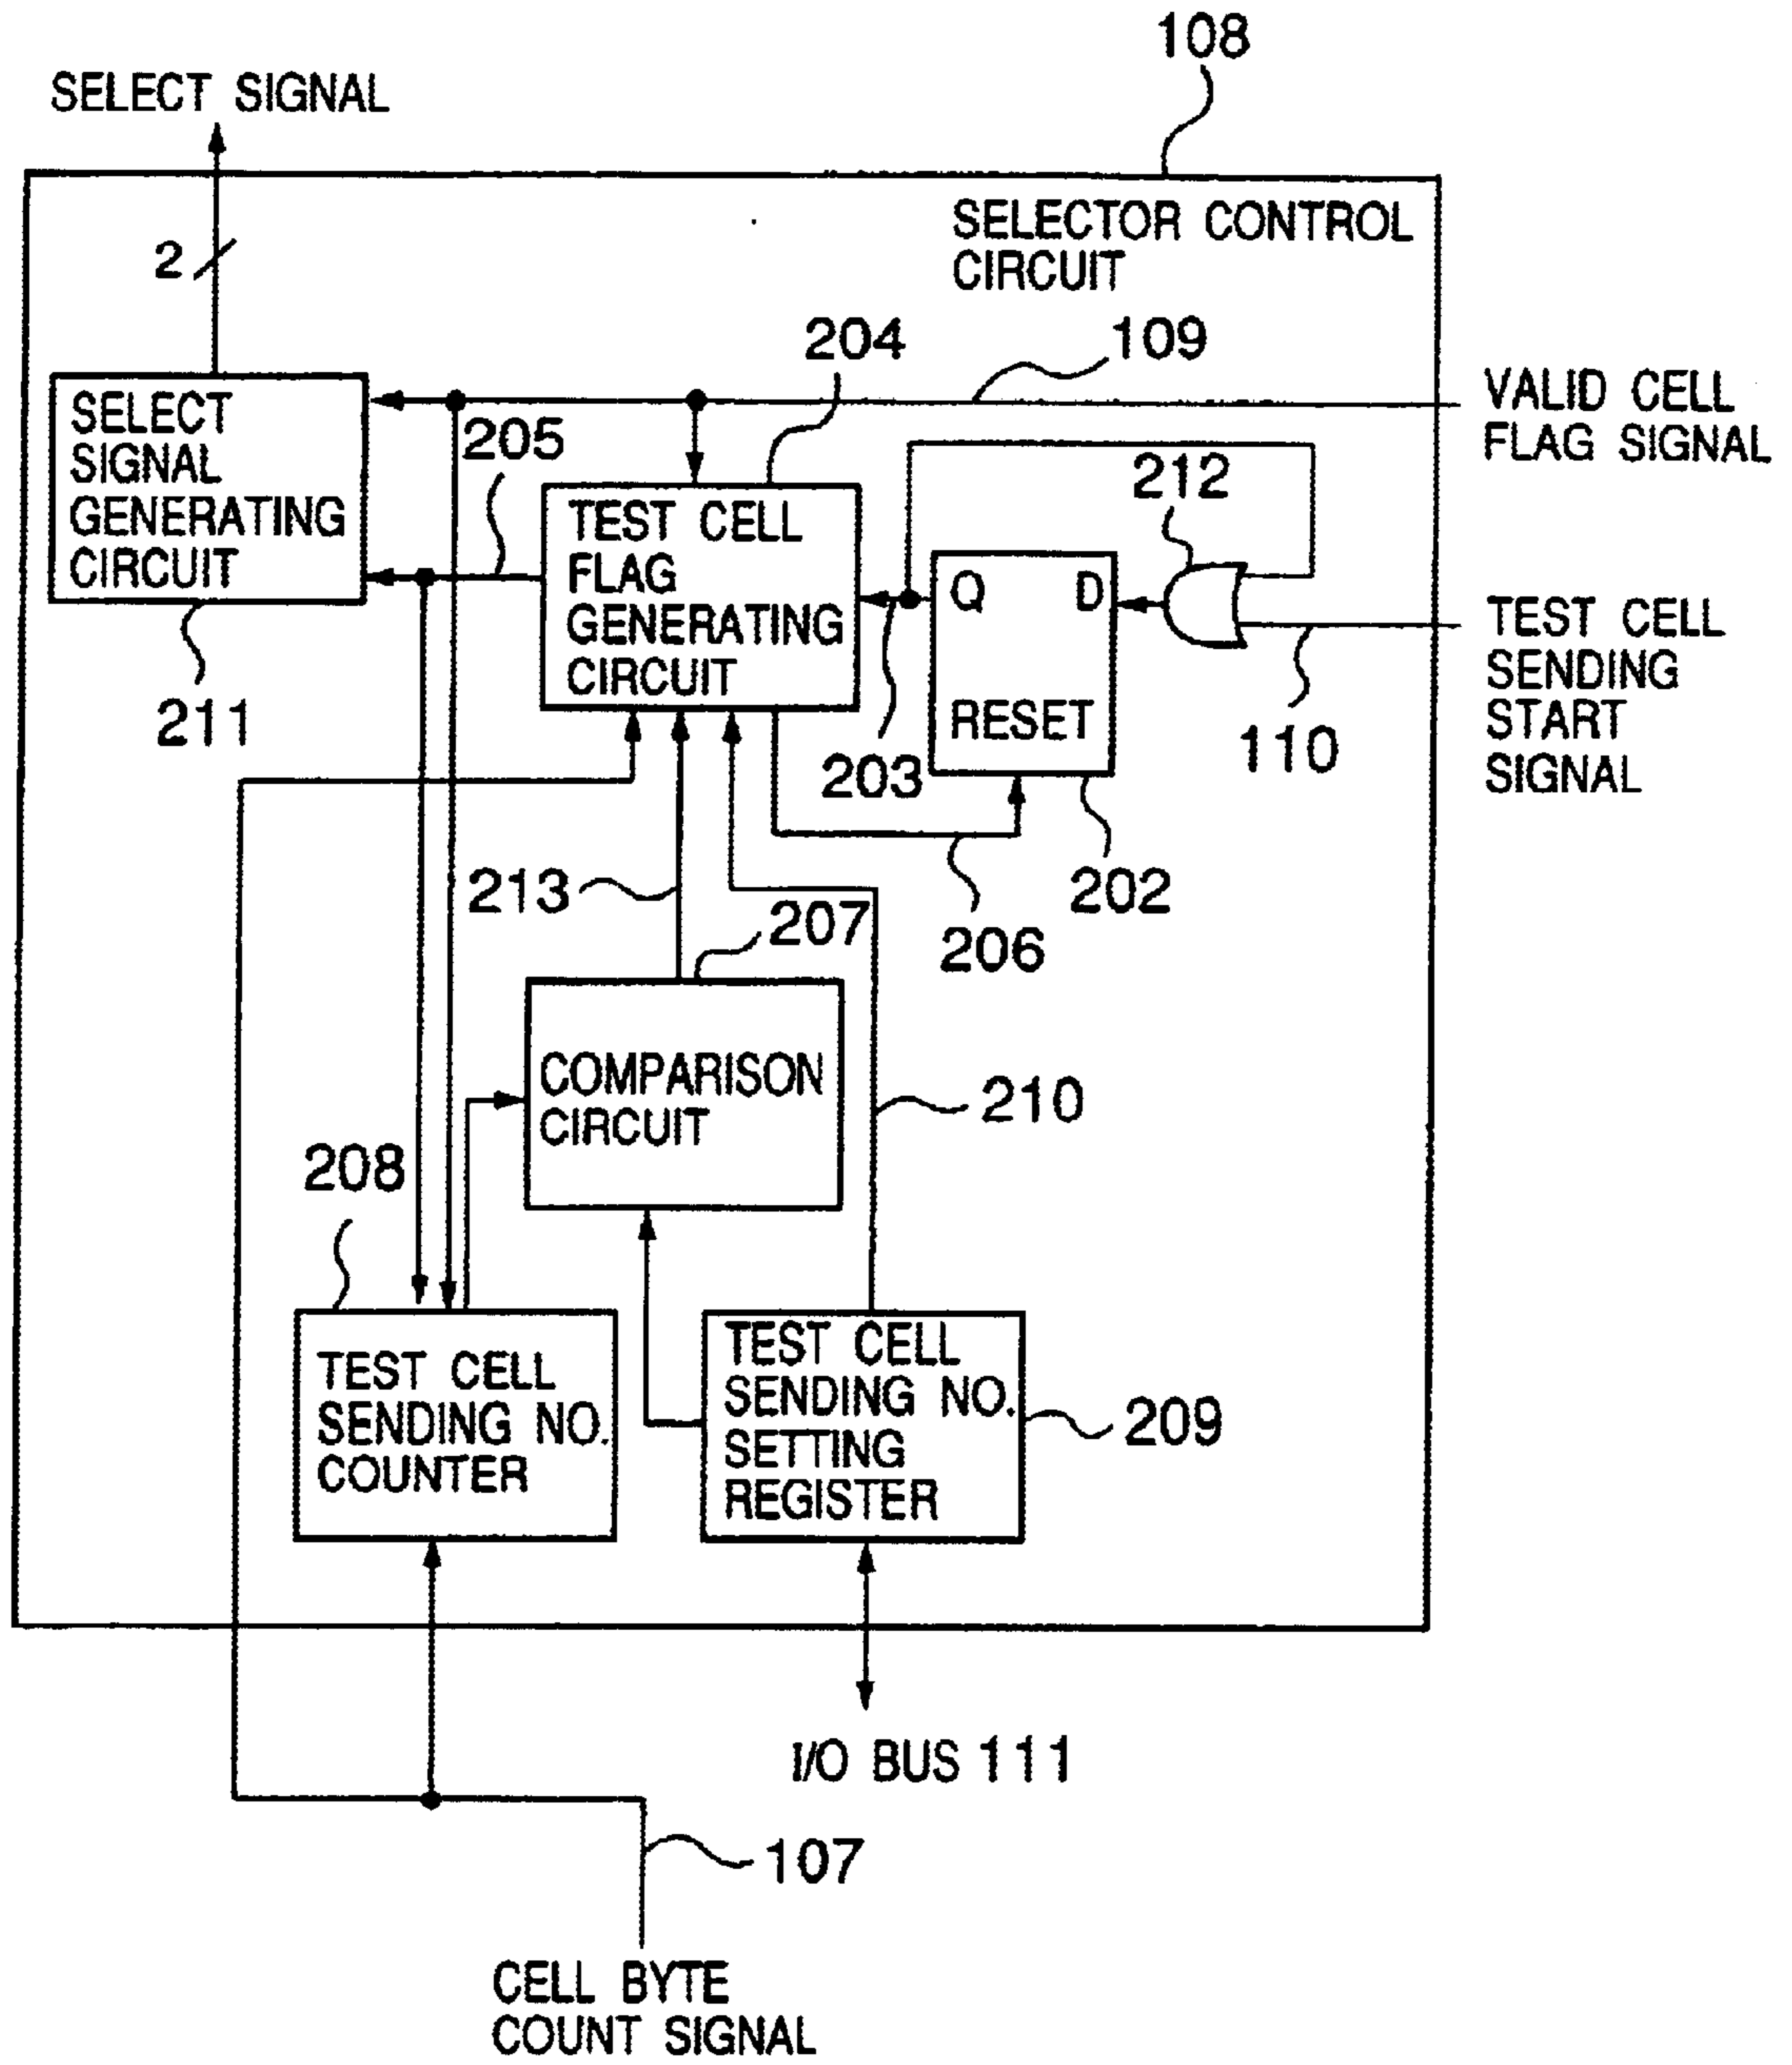 108
SELECT SIGNAL
SELECTOR CONTROL
CIRCUIT
2
204
109
VALID CELL
FLAG SIGNAL
SELECT
SIGNAL
GENERATING
CIRCUIT
205
212
TEST CELL
FLAG
GENERATING
CIRCUIT
Q D
RESET
TEST CELL
SENDING
START
SIGNAL
211
203
110
213
207
206
202
COMPARISON
CIRCUIT
210
208
TEST CELL
SENDING NO.
COUNTER
TEST CELL
SENDING NO.
SETTING
REGISTER
209
I/O BUS 111
107
CELL BYTE
COUNT SIGNAL